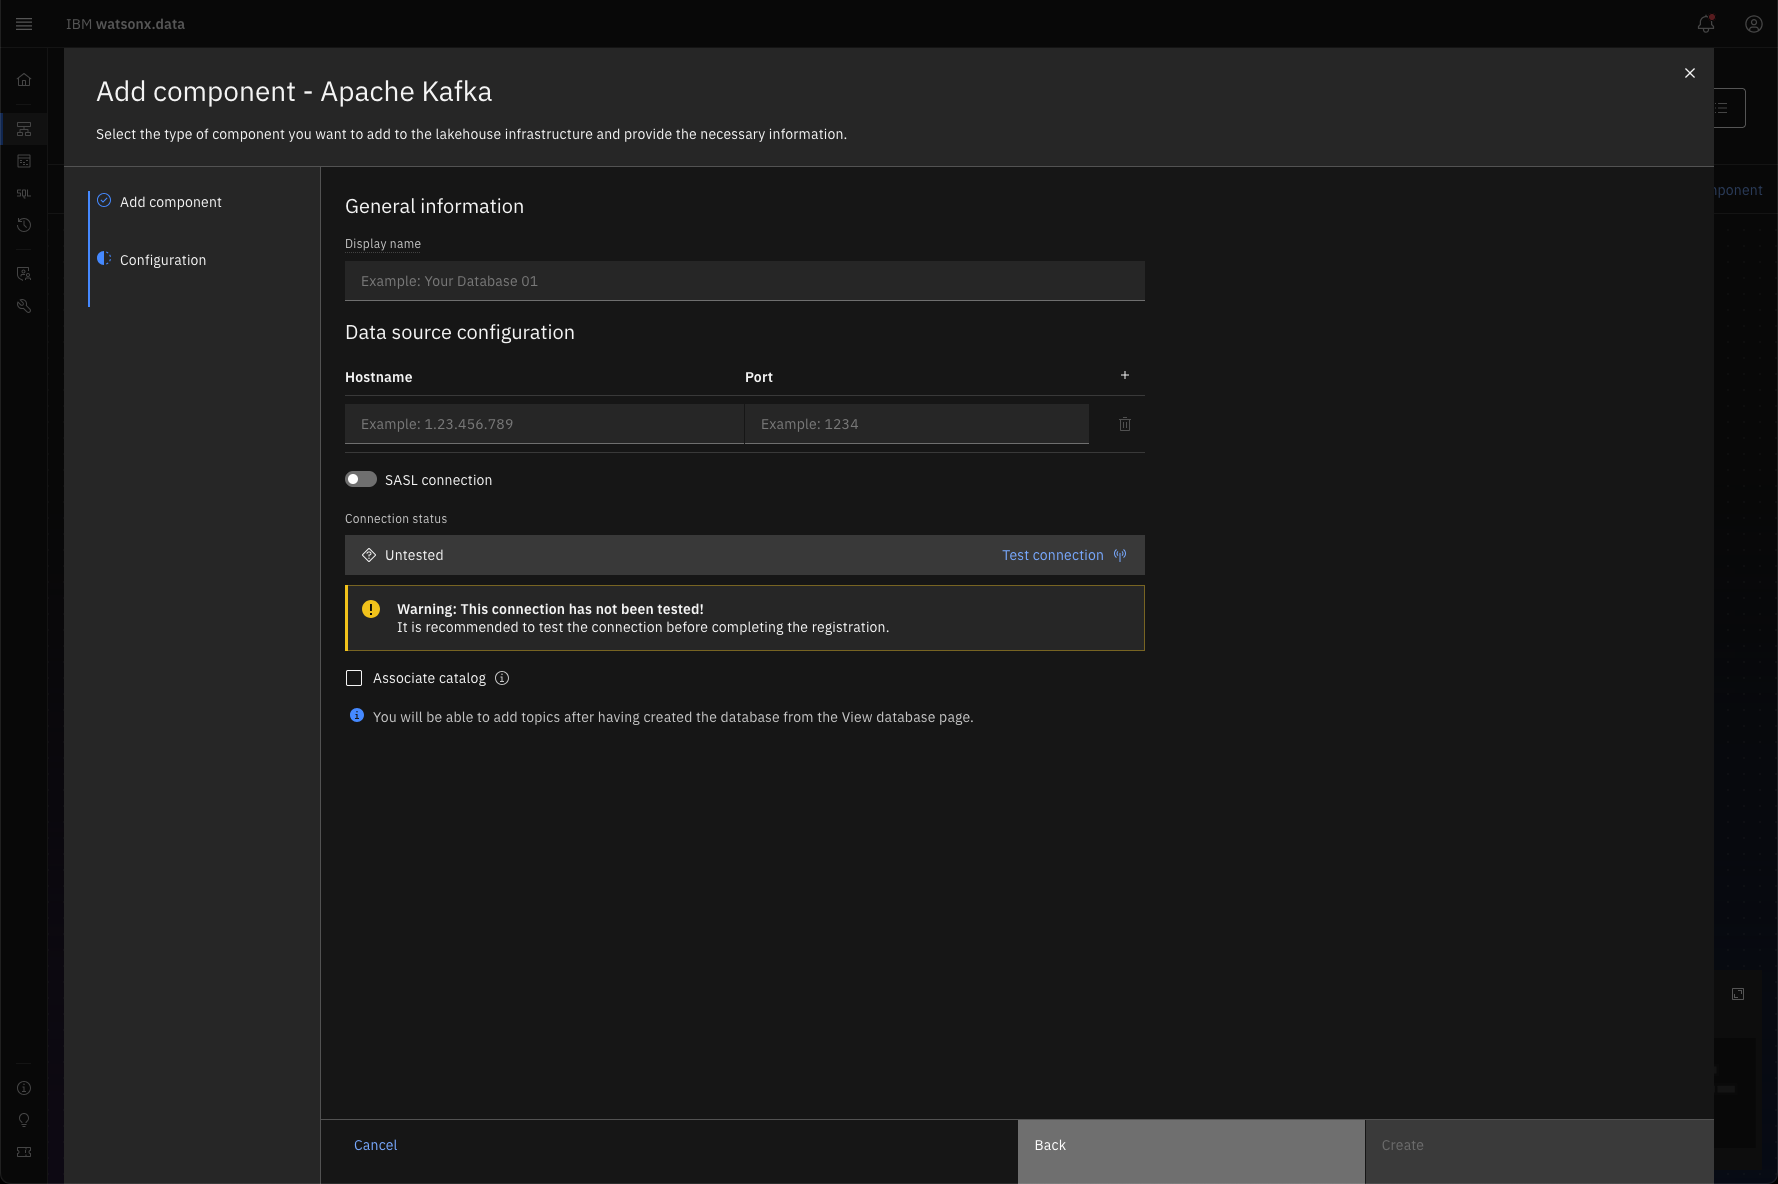 IBM watsonx.data
Add component - Apache Kafka
Select the type of component you want to add to the lakehouse infrastructure and provide the necessary information.
Add component
Configuration
General information
Display name
Example: Your Database 01
Data source configuration
Hostname
Port
Example: 1.23.456.789
Example: 1234
SASL connection
Connection status
Untested
Test connection
Warning: This connection has not been tested!
It is recommended to test the connection before completing the registration.
Associate catalog
You will be able to add topics after having created the database from the View database page.
Cancel
Back
Create
SQL